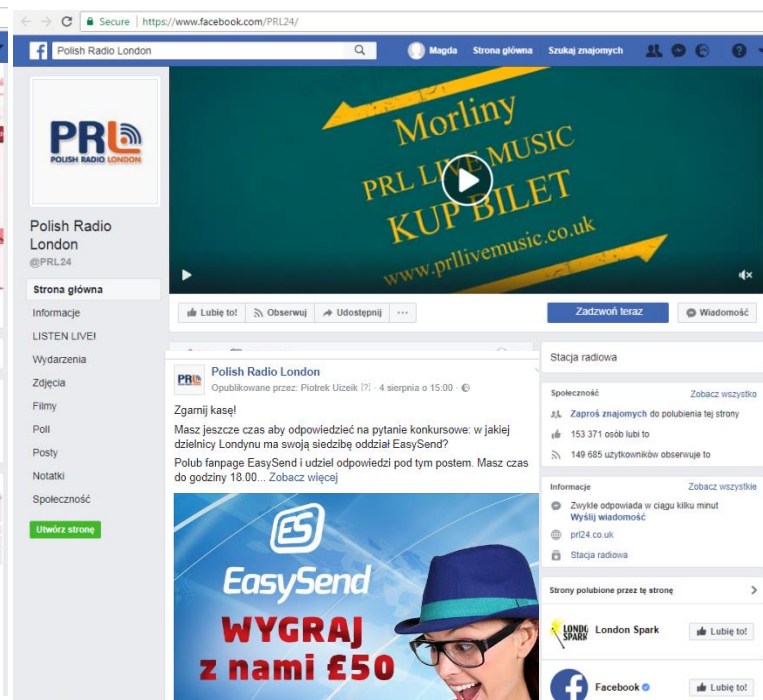 Secure | https://www.facebook.com/PRL24/
Polish Radio London
Magda Strona główna Szukaj znajomych
PRL
POLISH RADIO LONDON
Morliny
PRL LIVE MUSIC
KUP BILET
www.prllivemusic.co.uk
Polish Radio
London
@PRL24
Strona główna
Informacje
LISTEN LIVE!
Wydarzenia
Zdjęcia
Filmy
Poll
Posty
Notatki
Społeczność
Utwórz stronę
Lubię to! Obserwuj Udostępnij ...
Zadzwoń teraz Wiadomość
PRL
Polish Radio London
Opublikowane przez: Piotrek Uizeik [?] · 4 sierpnia o 15:00 ·
Zgarnij kasę!
Masz jeszcze czas aby odpowiedzieć na pytanie konkursowe: w jakiej
dzielnicy Londynu ma swoją siedzibę oddział EasySend?
Polub fanpage EasySend i udziel odpowiedzi pod tym postem. Masz czas
do godziny 18.00... Zobacz więcej
ES
EasySend
WYGRAJ
z nami £50
Stacja radiowa
Społeczność Zobacz wszystko
Zaproś znajomych do polubienia tej strony
153 371 osób lubi to
149 685 użytkowników obserwuje to
Informacje Zobacz wszystkie
Zwykle odpowiada w ciągu kilku minut
Wyślij wiadomość
prl24.co.uk
Stacja radiowa
Strony polubione przez tę stronę
London Spark Lubię to!
Facebook Lubię to!